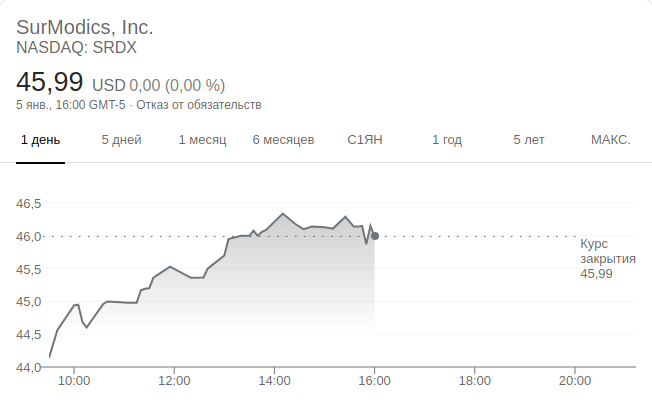 SurModics, Inc.
NASDAQ: SRDX
45,99 USD 0,00 (0,00 %)
5 янв., 16:00 GMT-5 · Отказ от обязательств
1 день 5 дней 1 месяц 6 месяцев С1ЯН 1 год 5 лет МАКС.
46,5
46,0
Курс
закрытия
45,99
45,5
45,0
44,5
44,0
10:00 12:00 14:00 16:00 18:00 20:00